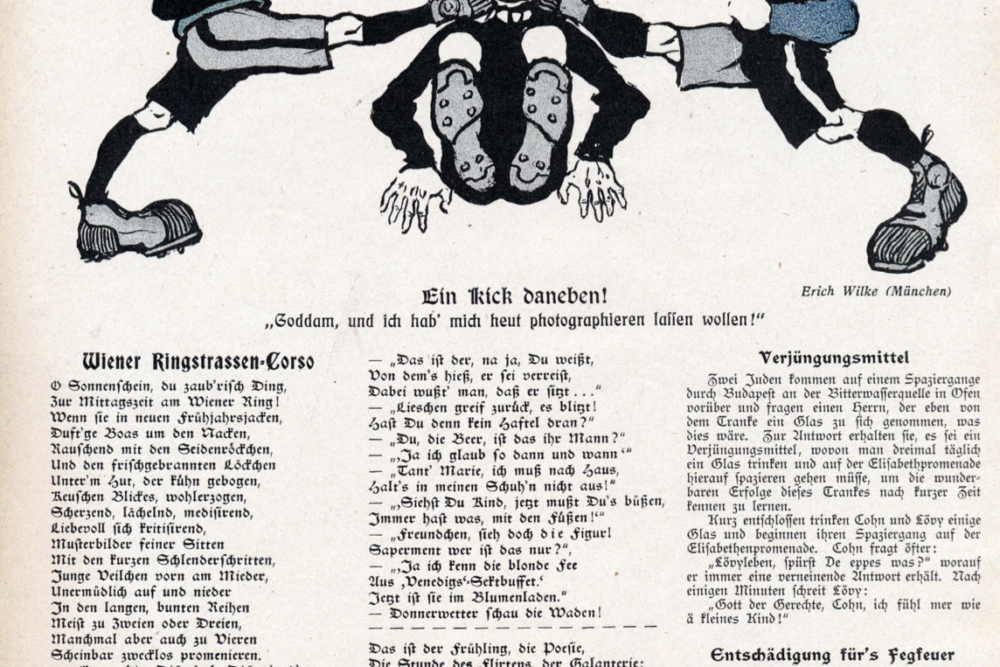 Erich Wilke (München)
Ein Kick daneben!
„Goddam, und ich hab' mich heut photographieren lassen wollen!“
Wiener Ringstrassen-Corso
O Sonnenschein, du zaub'risch Ding,
Zur Mittagszeit am Wiener Ring!
Wenn sie in neuen Frühjahrsjacken,
Duft'ge Boas um den Nacken,
Rauschend mit den Seidenröckchen,
Und den frischgebrannten Löckchen
Unter'm Hut, der kühn gebogen,
Keuschen Blickes, wohlerzogen,
Scherzend, lächelnd, medisirend,
Liebevoll sich kritisirend,
Musterbilder feiner Sitten
Mit den kurzen Schlenderschritten,
Junge Veilchen vorn am Mieder,
Unermüdlich auf und nieder
In den langen, bunten Reihen
Meist zu Zweien oder Dreien,
Manchmal aber auch zu Vieren
Scheinbar zwecklos promenieren.
— „Das ist der, na ja, Du weißt,
Von dem's hieß, er sei verreist,
Dabei wußt' man, daß er sitzt . . .“
— „Lieschen greif zurück, es blitzt!
Hast Du denn kein Haftel dran?“
— „Du, die Beer, ist das ihr Mann?“
— „‚Ja ich glaub so dann und wann‘“
— „Tant' Marie, ich muß nach Haus,
Halt's in meinen Schuh'n nicht aus!“
— „‚Siehst Du Kind, jetzt mußt Du's büßen,
Immer hast was, mit den Füßen!‘“
— „Freundchen, sieh doch die Figur!
Saperment wer ist das nur?“,
— „‚Ja ich kenn die blonde Fee
Aus ‚Venedigs‘-Sektbuffet.‘
Jetzt ist sie im Blumenladen.“
— Donnerwetter schau die Waden!
Das ist der Frühling, die Poesie,
Die Stunde des Flirtens, der Galanterie:
Verjüngungsmittel
Zwei Juden kommen auf einem Spaziergange
durch Budapest an der Bitterwasserquelle in Ofen
vorüber und fragen einen Herrn, der eben von
dem Tranke ein Glas zu sich genommen, was
dies wäre. Zur Antwort erhalten sie, es sei ein
Verjüngungsmittel, wovon man dreimal täglich
ein Glas trinken und auf der Elisabethpromenade
hierauf spazieren gehen müsse, um die wunder-
baren Erfolge dieses Trankes nach kurzer Zeit
kennen zu lernen.
Kurz entschlossen trinken Cohn und Lövy einige
Glas und beginnen ihren Spaziergang auf der
Elisabethenpromenade. Cohn fragt öfter:
„Lövyleben, spürst De eppes was?“ worauf
er immer eine verneinende Antwort erhält. Nach
einigen Minuten schreit Lövy:
„Gott der Gerechte, Cohn, ich fühl mer wie
ä kleines Kind!“
Entschädigung für's Fegfeuer